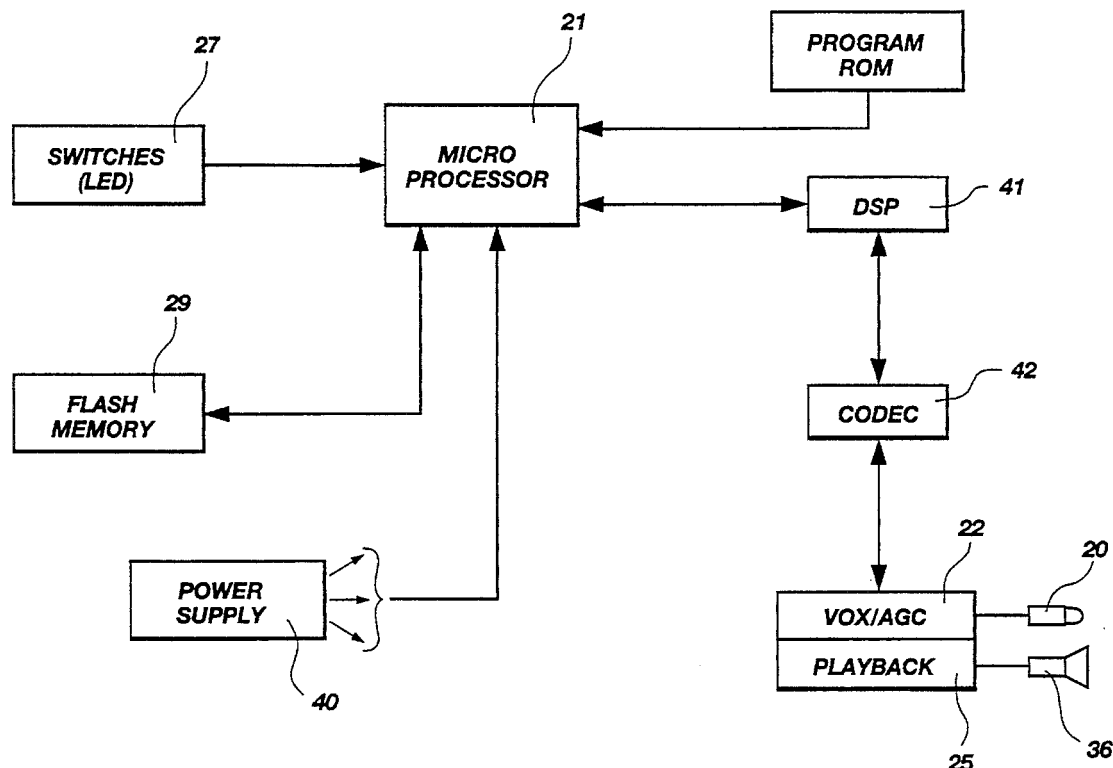 21
PROGRAM
ROM
27
SWITCHES
(LED)
MICRO
PROCESSOR
41
DSP
29
FLASH
MEMORY
42
CODEC
22
20
POWER
SUPPLY
VOX/AGC
PLAYBACK
40
36
25